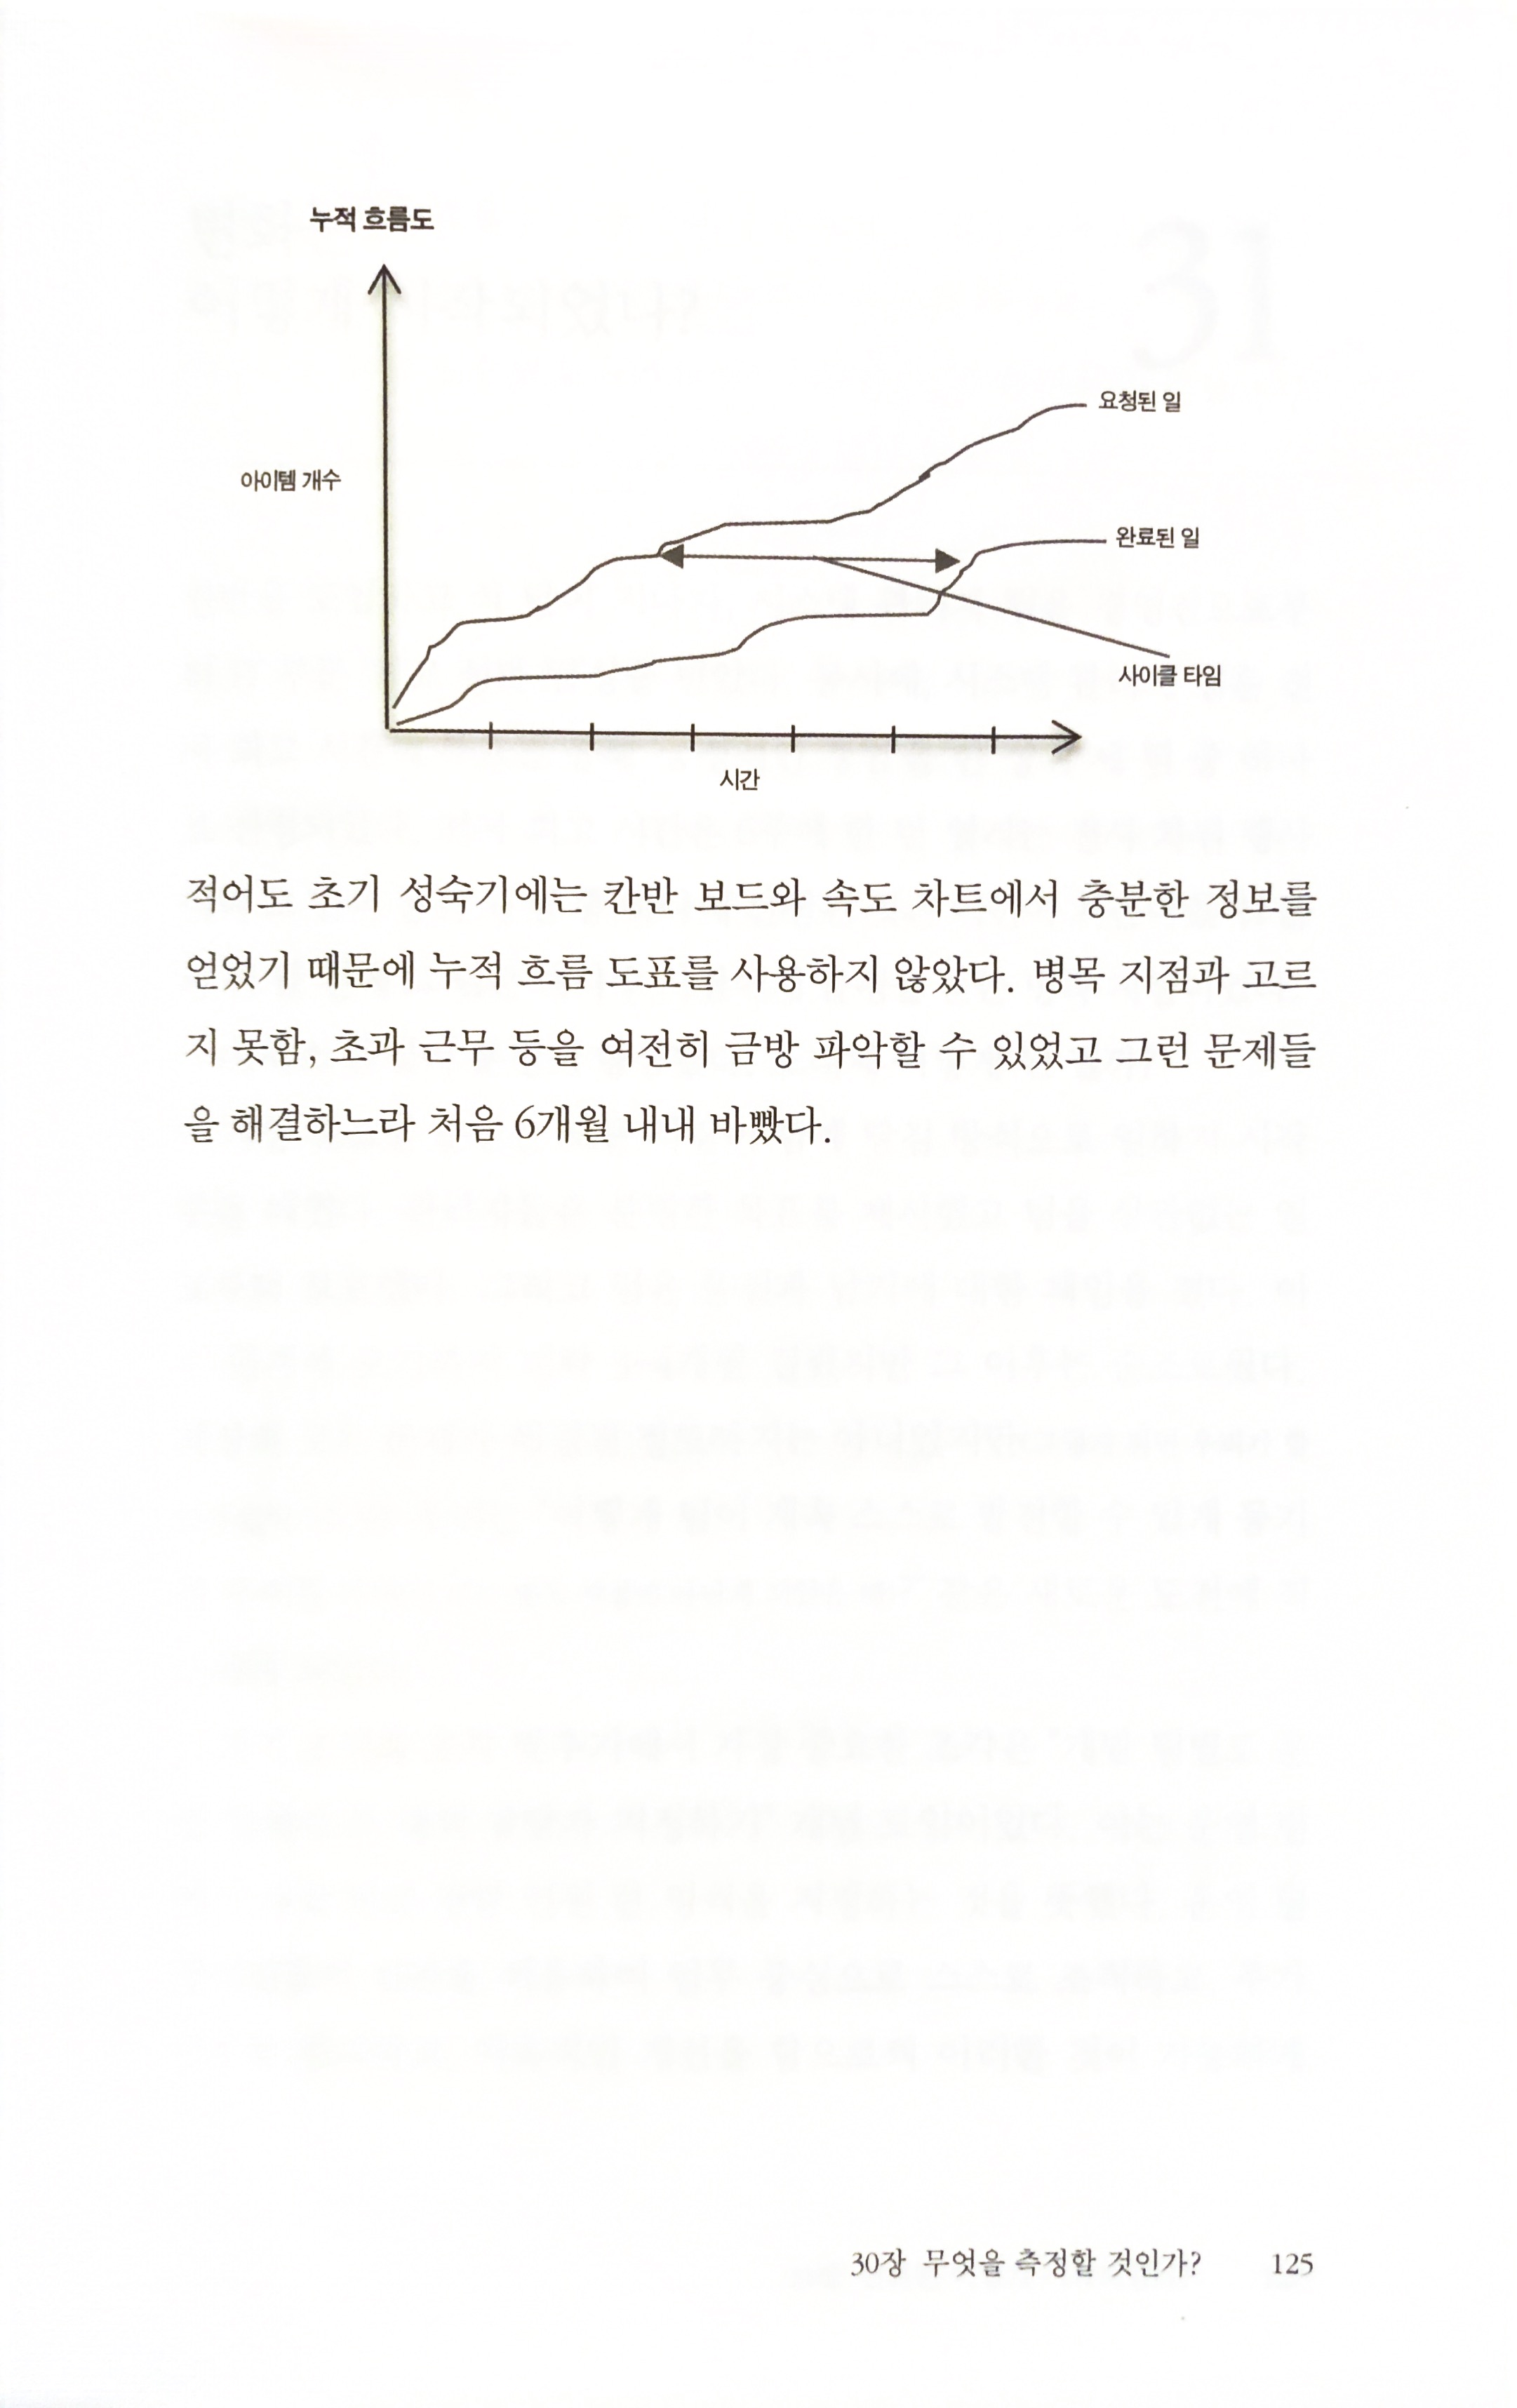 누적 흐름도
요청된 일
아이템 개수
완료된 일
사이클 타임
시간
적어도 초기 성숙기에는 칸반 보드와 속도 차트에서 충분한 정보를
얻었기 때문에 누적 흐름 도표를 사용하지 않았다. 병목 지점과 고르
지 못함, 초과 근무 등을 여전히 금방 파악할 수 있었고 그런 문제들
을 해결하느라 처음 6개월 내내 바빴다.
30장 무엇을 측정할 것인가? 125